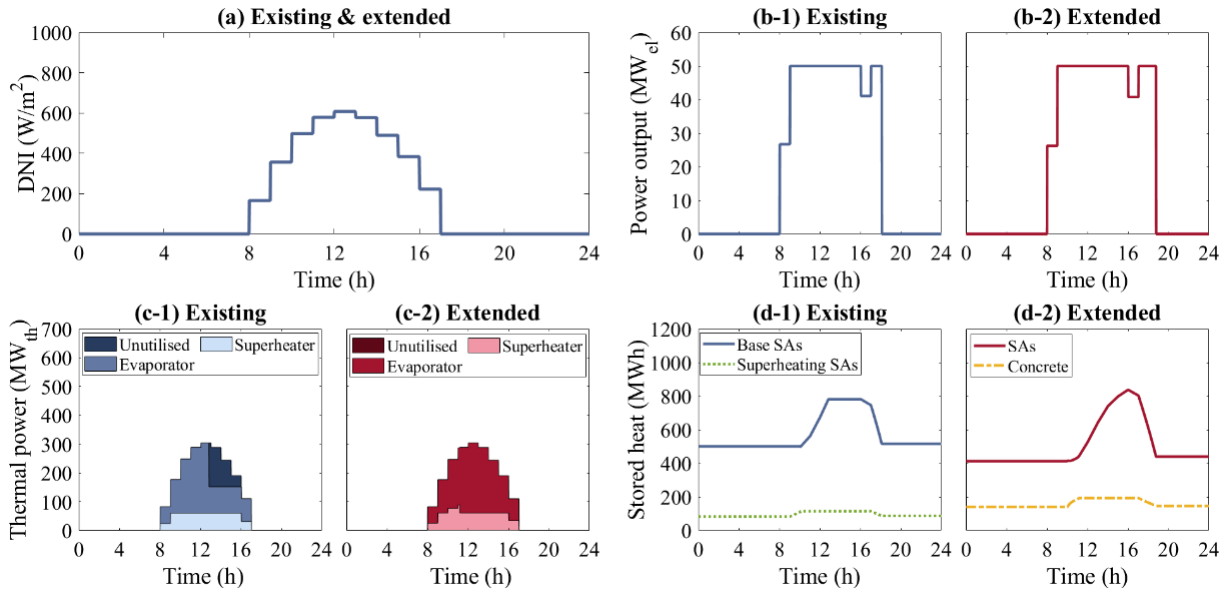 (a) Existing & extended
1000
800
600
400
200
0
DNI (W/m²)
0 4 8 12 16 20 24
Time (h)
(b-1) Existing
60
50
40
30
20
10
0
Power output (MWel)
0 4 8 12 16 20 24
Time (h)
(b-2) Extended
0 4 8 12 16 20 24
Time (h)
(c-1) Existing
700
600
500
400
300
200
100
0
Thermal power (MWth)
Unutilised Superheater
Evaporator
0 4 8 12 16 20 24
Time (h)
(c-2) Extended
Unutilised Superheater
Evaporator
0 4 8 12 16 20 24
Time (h)
(d-1) Existing
1200
1000
800
600
400
200
0
Stored heat (MWh)
Base SAs
Superheating SAs
0 4 8 12 16 20 24
Time (h)
(d-2) Extended
SAs
Concrete
0 4 8 12 16 20 24
Time (h)